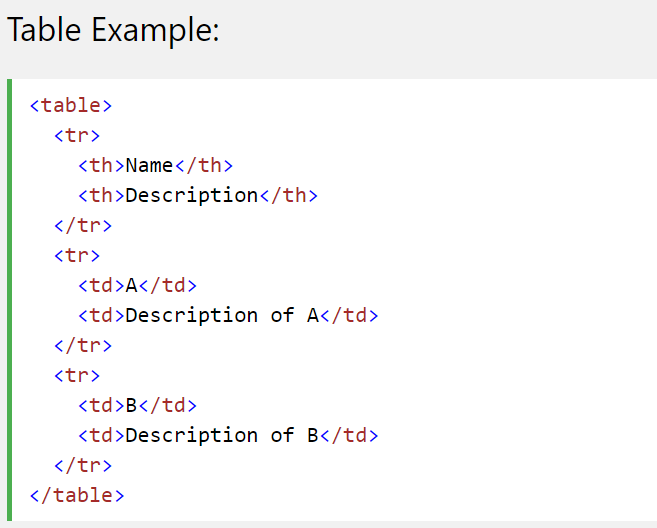 Table Example:
<table>
  <tr>
    <th>Name</th>
    <th>Description</th>
  </tr>
  <tr>
    <td>A</td>
    <td>Description of A</td>
  </tr>
  <tr>
    <td>B</td>
    <td>Description of B</td>
  </tr>
</table>